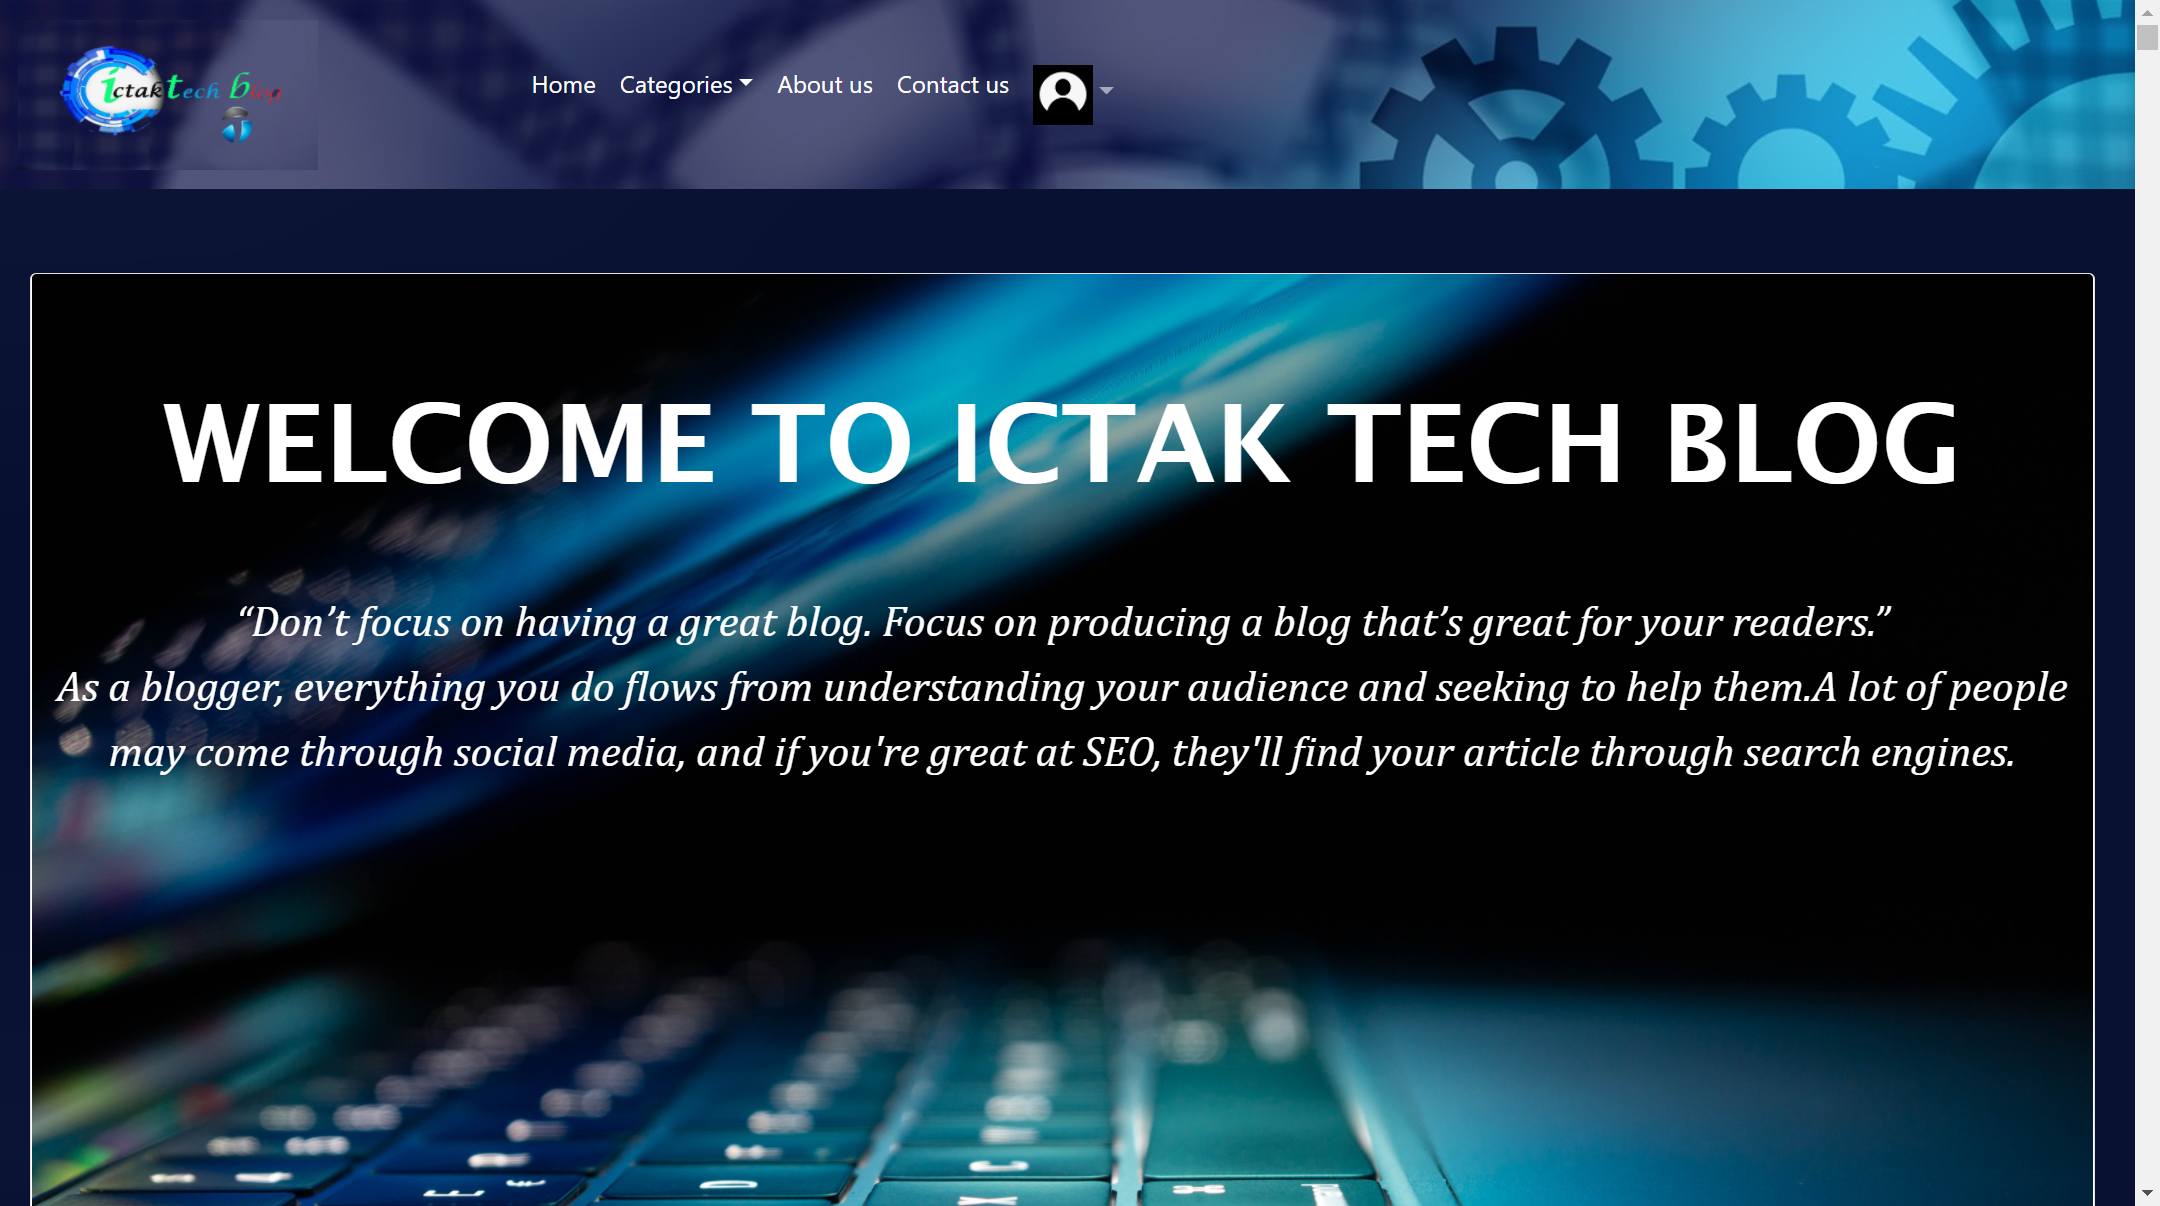 ictak tech blog
Home Categories About us Contact us
WELCOME TO ICTAK TECH BLOG
“Don’t focus on having a great blog. Focus on producing a blog that’s great for your readers.”
As a blogger, everything you do flows from understanding your audience and seeking to help them.A lot of people
may come through social media, and if you're great at SEO, they'll find your article through search engines.